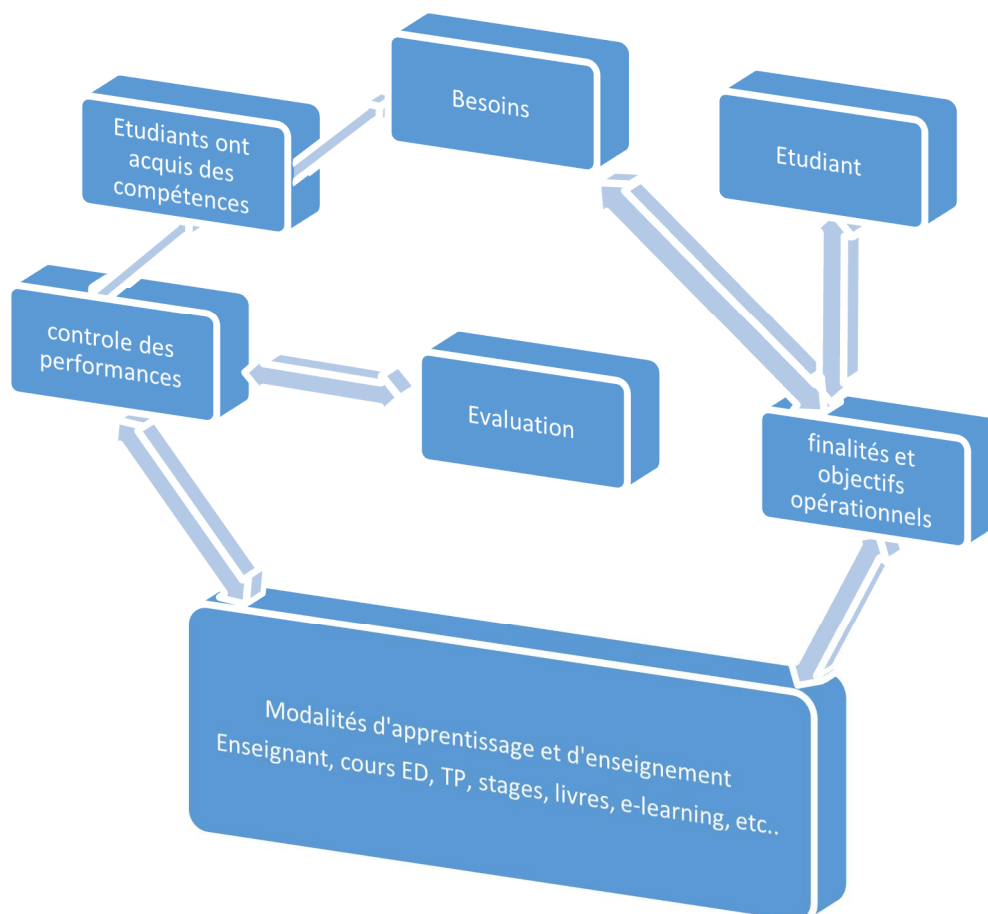 Besoins
Etudiants ont
acquis des
compétences
Etudiant
controle des
performances
Evaluation
finalités et
objectifs
opérationnels
Modalités d'apprentissage et d'enseignement
Enseignant, cours ED, TP, stages, livres, e-learning, etc..